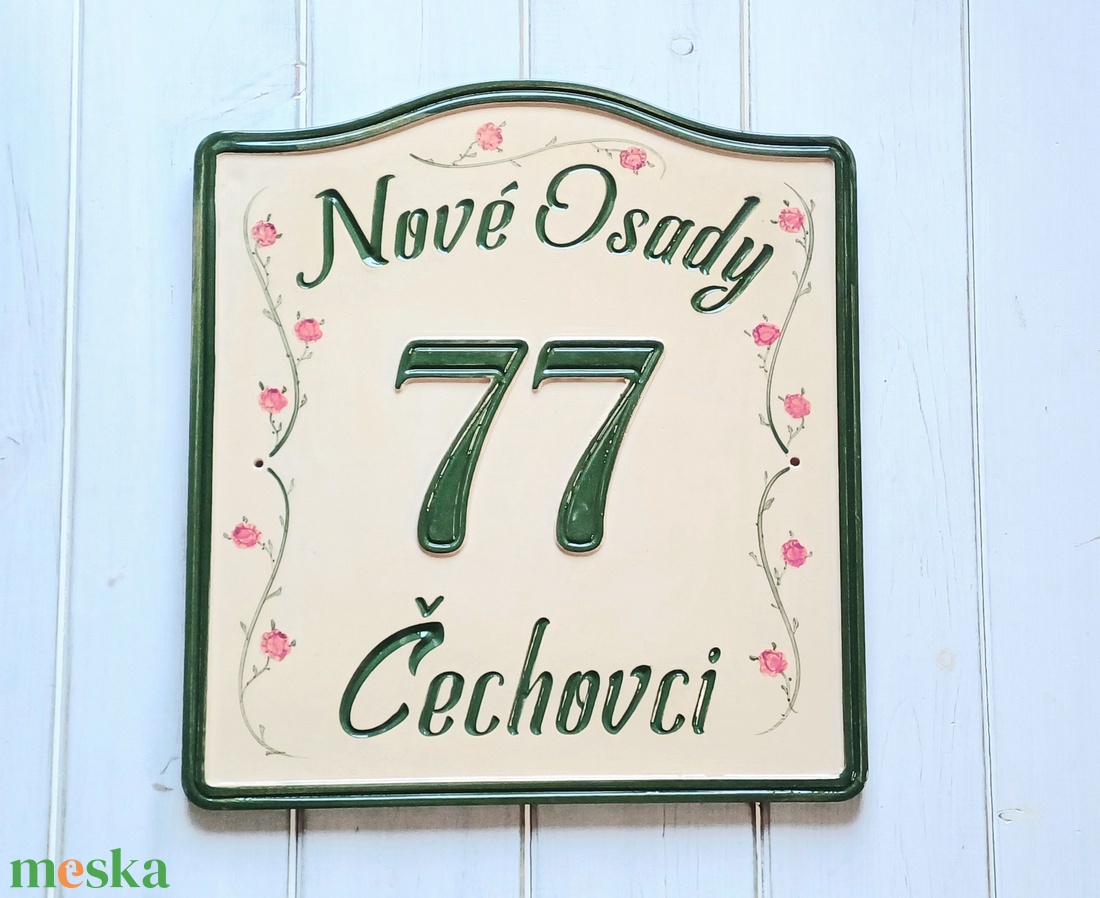 Nové Osady
77
Čechovci
meska